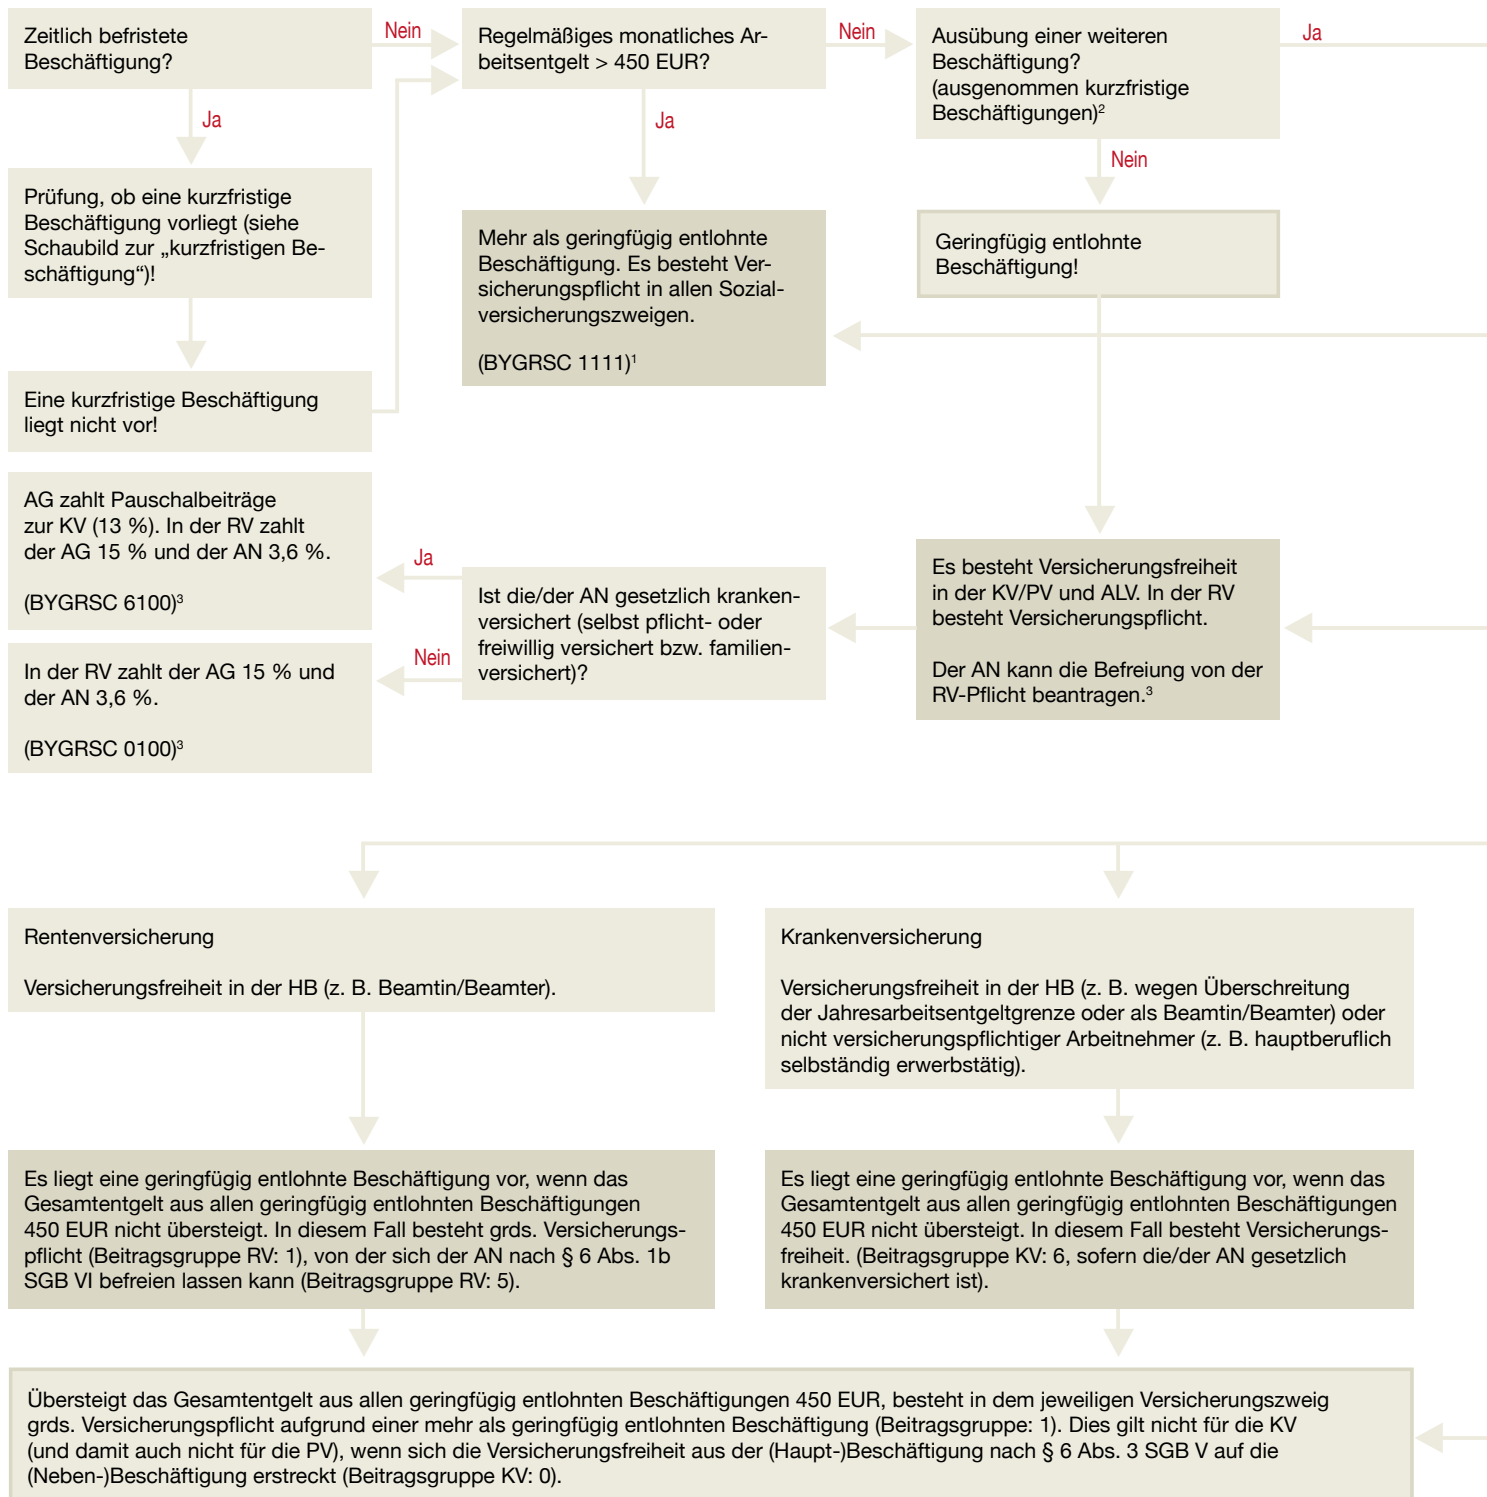 Zeitlich befristete
Beschäftigung?
Nein
Ja
Regelmäßiges monatliches Ar-
beitsentgelt > 450 EUR?
Nein
Ja
Ausübung einer weiteren
Beschäftigung?
(ausgenommen kurzfristige
Beschäftigungen)²
Ja
Nein
Prüfung, ob eine kurzfristige
Beschäftigung vorliegt (siehe
Schaubild zur „kurzfristigen Be-
schäftigung“)!
Mehr als geringfügig entlohnte
Beschäftigung. Es besteht Ver-
sicherungspflicht in allen Sozial-
versicherungszweigen.
(BYGRSC 1111)¹
Geringfügig entlohnte
Beschäftigung!
Eine kurzfristige Beschäftigung
liegt nicht vor!
AG zahlt Pauschalbeiträge
zur KV (13 %). In der RV zahlt
der AG 15 % und der AN 3,6 %.
(BYGRSC 6100)³
Ja
Ist die/der AN gesetzlich kranken-
versichert (selbst pflicht- oder
freiwillig versichert bzw. familien-
versichert)?
Es besteht Versicherungsfreiheit
in der KV/PV und ALV. In der RV
besteht Versicherungspflicht.
Der AN kann die Befreiung von der
RV-Pflicht beantragen.³
Nein
In der RV zahlt der AG 15 % und
der AN 3,6 %.
(BYGRSC 0100)³
Rentenversicherung
Versicherungsfreiheit in der HB (z. B. Beamtin/Beamter).
Krankenversicherung
Versicherungsfreiheit in der HB (z. B. wegen Überschreitung
der Jahresarbeitsentgeltgrenze oder als Beamtin/Beamter) oder
nicht versicherungspflichtiger Arbeitnehmer (z. B. hauptberuflich
selbständig erwerbstätig).
Es liegt eine geringfügig entlohnte Beschäftigung vor, wenn das
Gesamtentgelt aus allen geringfügig entlohnten Beschäftigungen
450 EUR nicht übersteigt. In diesem Fall besteht grds. Versicherungs-
pflicht (Beitragsgruppe RV: 1), von der sich der AN nach § 6 Abs. 1b
SGB VI befreien lassen kann (Beitragsgruppe RV: 5).
Es liegt eine geringfügig entlohnte Beschäftigung vor, wenn das
Gesamtentgelt aus allen geringfügig entlohnten Beschäftigungen
450 EUR nicht übersteigt. In diesem Fall besteht Versicherungs-
freiheit. (Beitragsgruppe KV: 6, sofern die/der AN gesetzlich
krankenversichert ist).
Übersteigt das Gesamtentgelt aus allen geringfügig entlohnten Beschäftigungen 450 EUR, besteht in dem jeweiligen Versicherungszweig
grds. Versicherungspflicht aufgrund einer mehr als geringfügig entlohnten Beschäftigung (Beitragsgruppe: 1). Dies gilt nicht für die KV
(und damit auch nicht für die PV), wenn sich die Versicherungsfreiheit aus der (Haupt-)Beschäftigung nach § 6 Abs. 3 SGB V auf die
(Neben-)Beschäftigung erstreckt (Beitragsgruppe KV: 0).